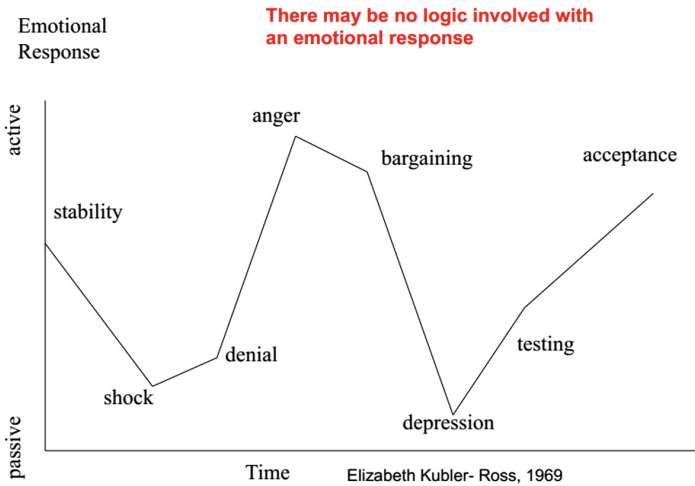 Emotional
Response
There may be no logic involved with
an emotional response
active
anger
bargaining
acceptance
stability
denial
testing
shock
depression
passive
Time
Elizabeth Kubler- Ross, 1969